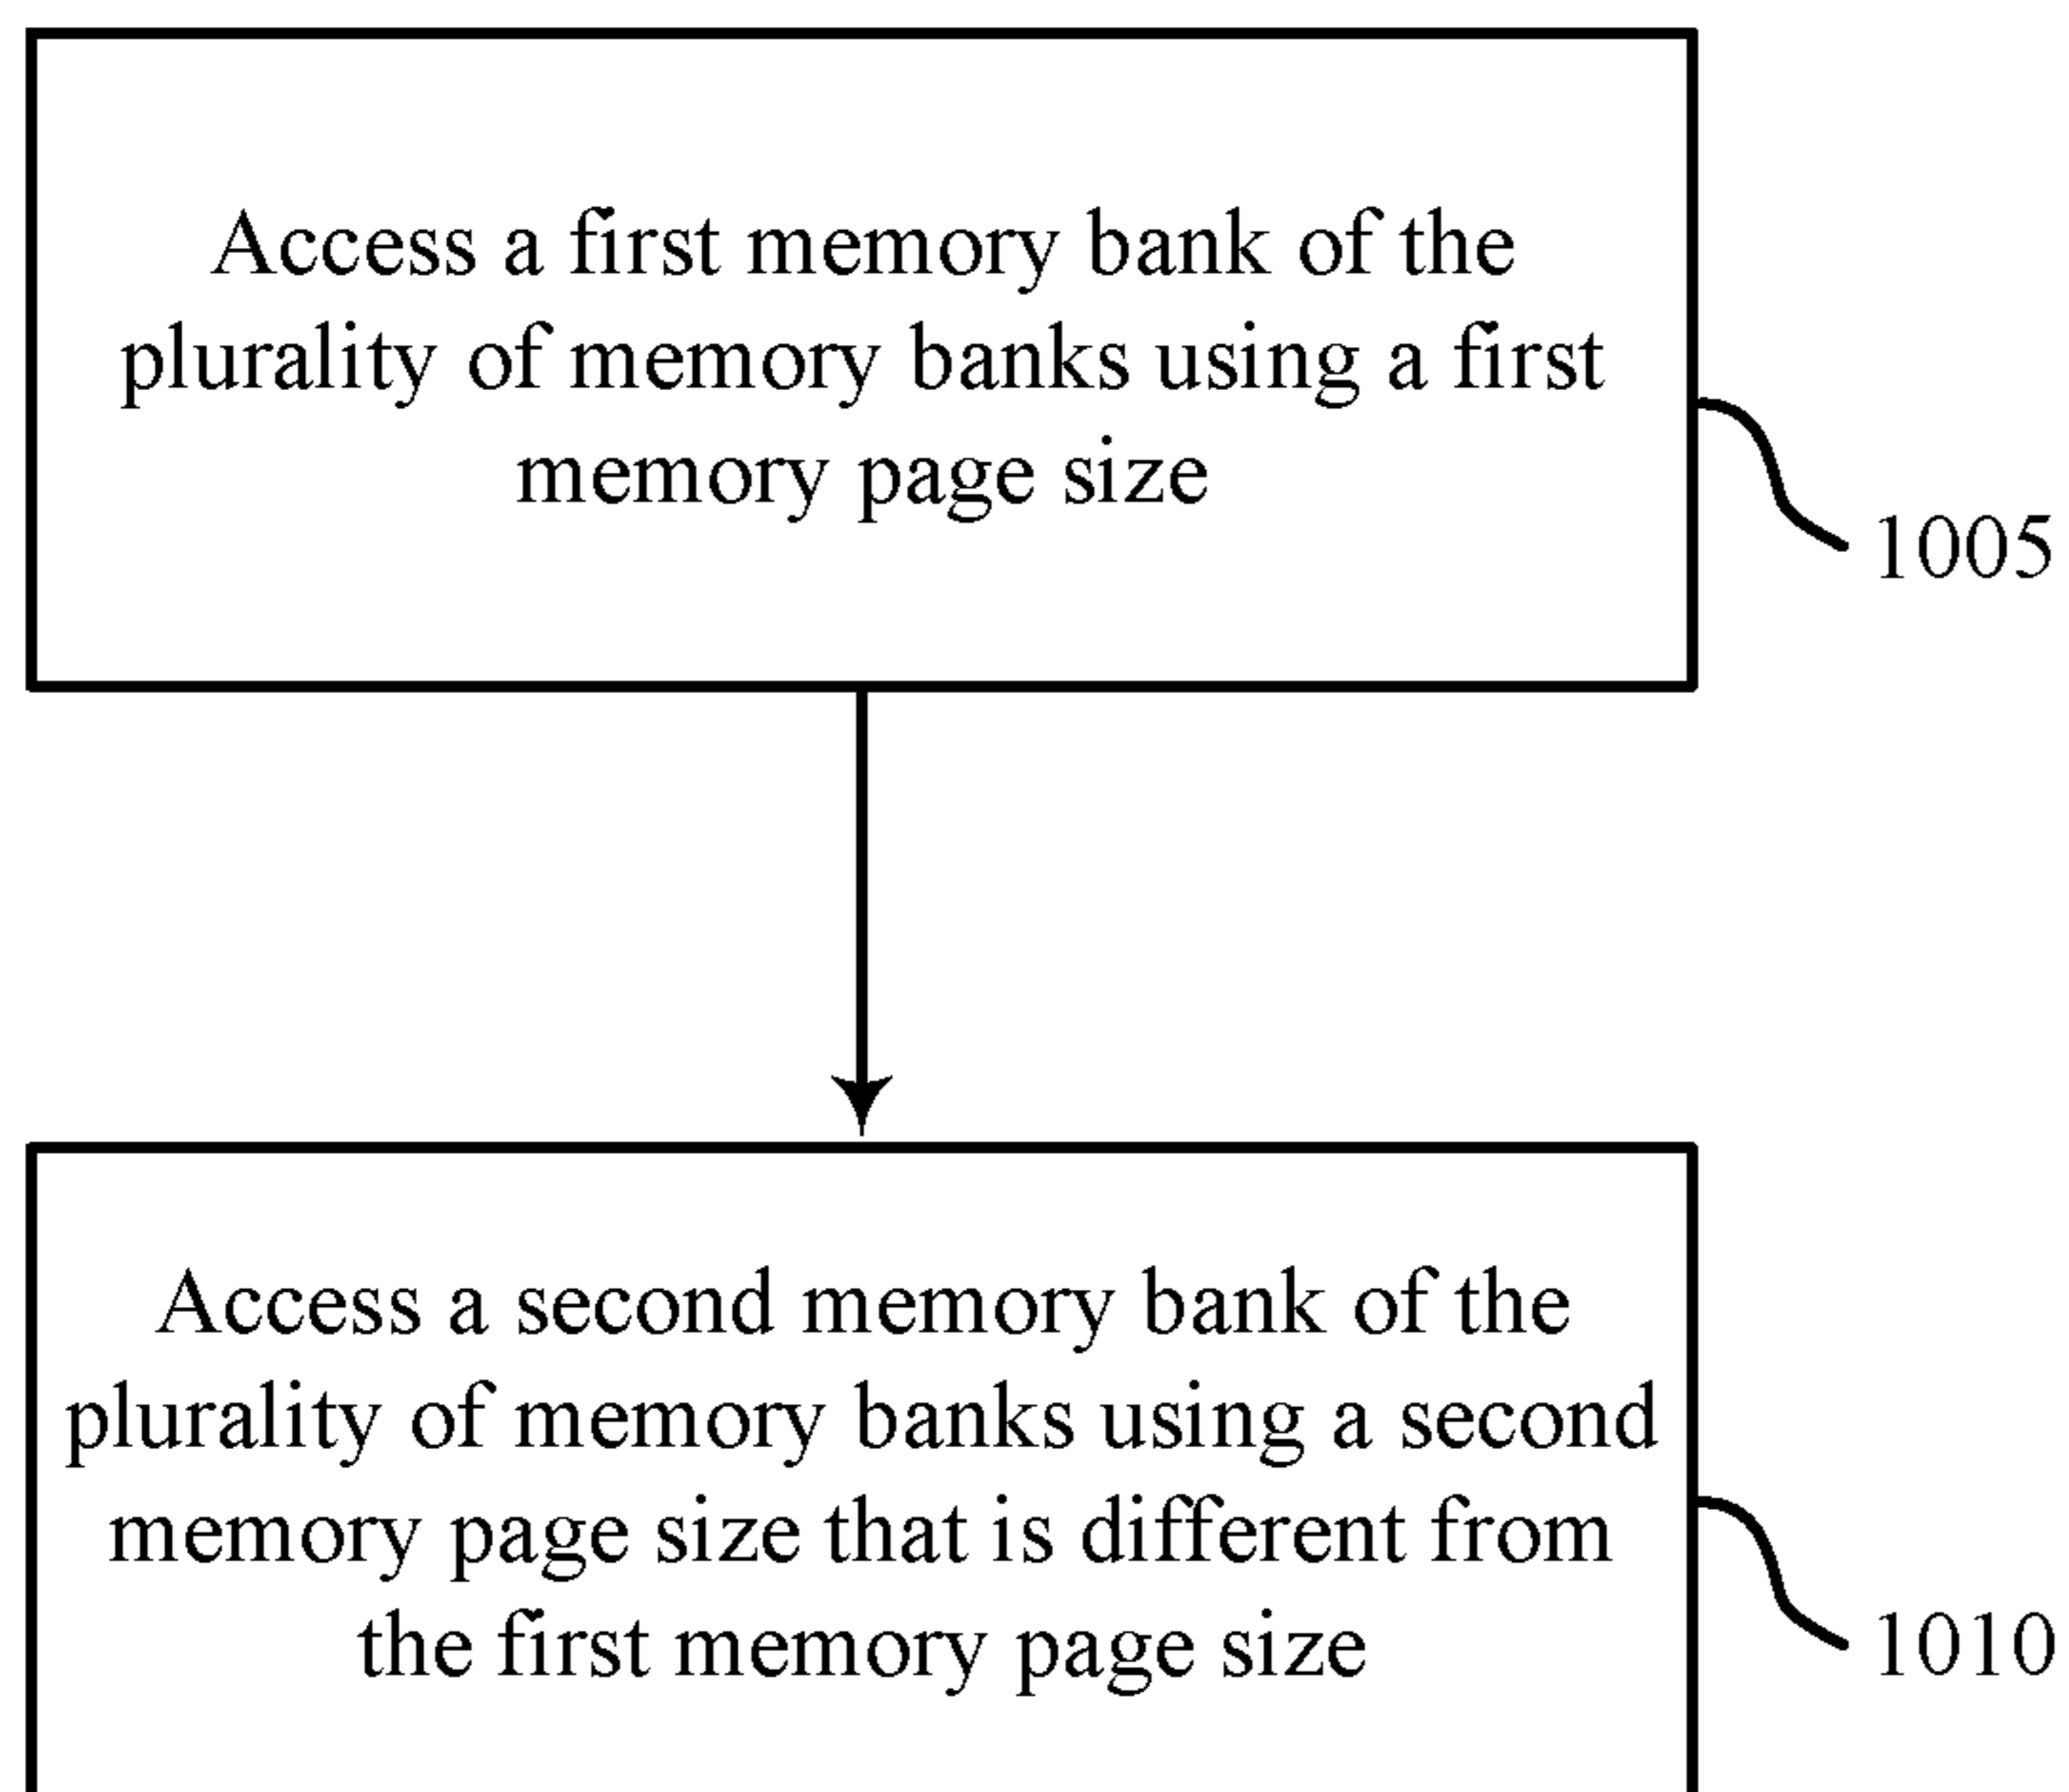 Access a first memory bank of the
plurality of memory banks using a first
memory page size
1005
Access a second memory bank of the
plurality of memory banks using a second
memory page size that is different from
the first memory page size
1010